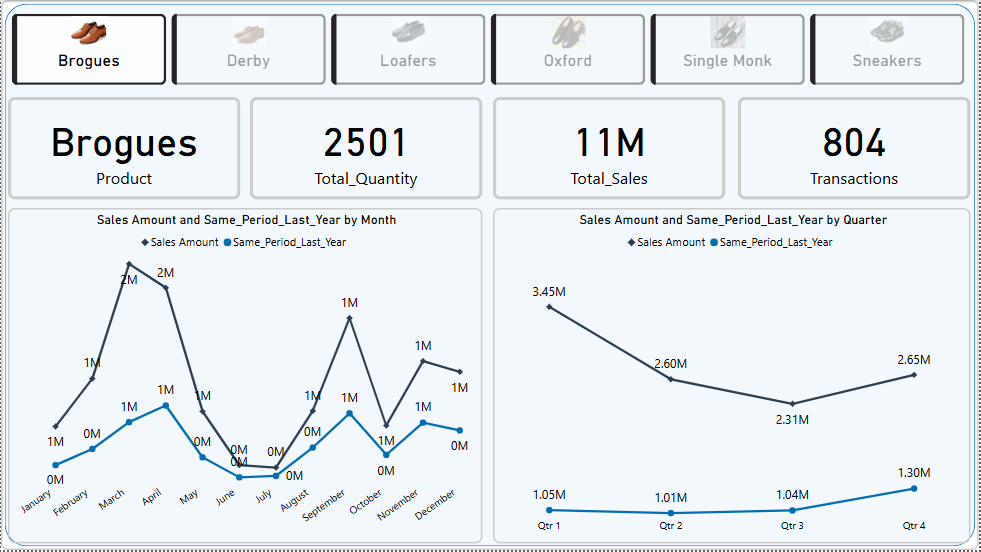 Brogues
Derby
Loafers
Oxford
Single Monk
Sneakers
Brogues
Product
2501
Total_Quantity
11M
Total_Sales
804
Transactions
Sales Amount and Same_Period_Last_Year by Month
Sales Amount Same_Period_Last_Year
2M
2M
1M
1M
1M
1M
1M
1M
1M
1M
0M
1M
1M
1M
1M
0M
0M
0M
0M
0M
1M
1M
0M
0M
0M
0M
January
February
March
April
May
June
July
August
September
October
November
December
Sales Amount and Same_Period_Last_Year by Quarter
Sales Amount Same_Period_Last_Year
3.45M
2.60M
2.31M
2.65M
1.05M
1.01M
1.04M
1.30M
Qtr 1
Qtr 2
Qtr 3
Qtr 4